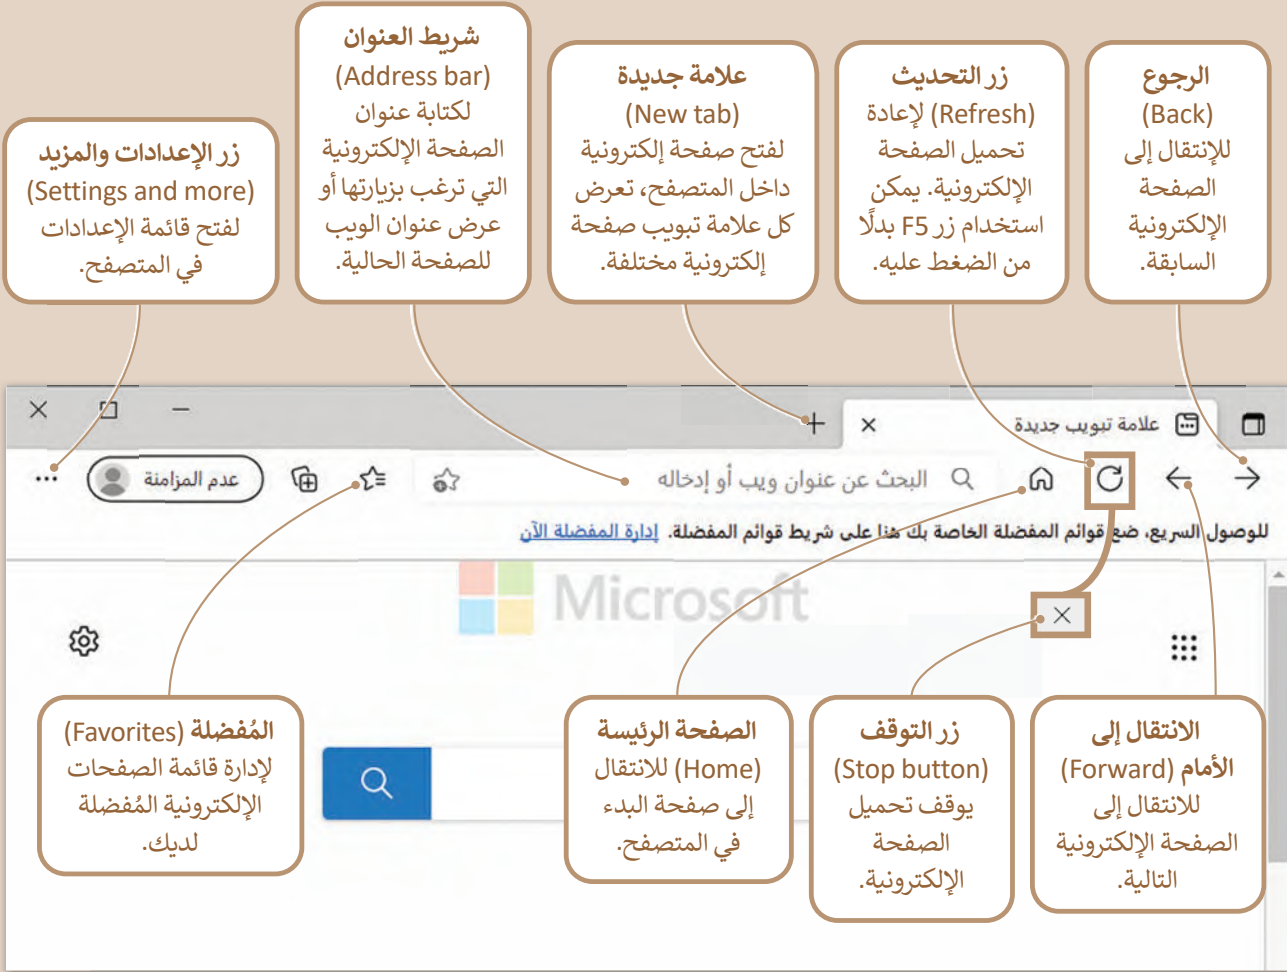 الرجوع
(Back)
للإنتقال إلى
الصفحة
الإلكترونية
السابقة.
زر التحديث
(Refresh) لإعادة
تحميل الصفحة
الإلكترونية. يمكن
استخدام زر F5 بدلًا
من الضغط عليه.
علامة جديدة
(New tab)
لفتح صفحة إلكترونية
داخل المتصفح، تعرض
كل علامة تبويب صفحة
إلكترونية مختلفة.
شريط العنوان
(Address bar)
لكتابة عنوان
الصفحة الإلكترونية
التي ترغب بزيارتها أو
عرض عنوان الويب
للصفحة الحالية.
زر الإعدادات والمزيد
(Settings and more)
لفتح قائمة الإعدادات
في المتصفح.
علامة تبويب جديدة
البحث عن عنوان ويب أو إدخاله
عدم المزامنة
للوصول السريع، ضع قوائم المفضلة الخاصة بك هنا على شريط قوائم المفضلة. إدارة المفضلة الآن
Microsoft
الانتقال إلى
الأمام (Forward)
للانتقال إلى
الصفحة الإلكترونية
التالية.
زر التوقف
(Stop button)
يوقف تحميل
الصفحة
الإلكترونية.
الصفحة الرئيسة
(Home) للانتقال
إلى صفحة البدء
في المتصفح.
المُفضلة (Favorites)
لإدارة قائمة الصفحات
الإلكترونية المُفضلة
لديك.